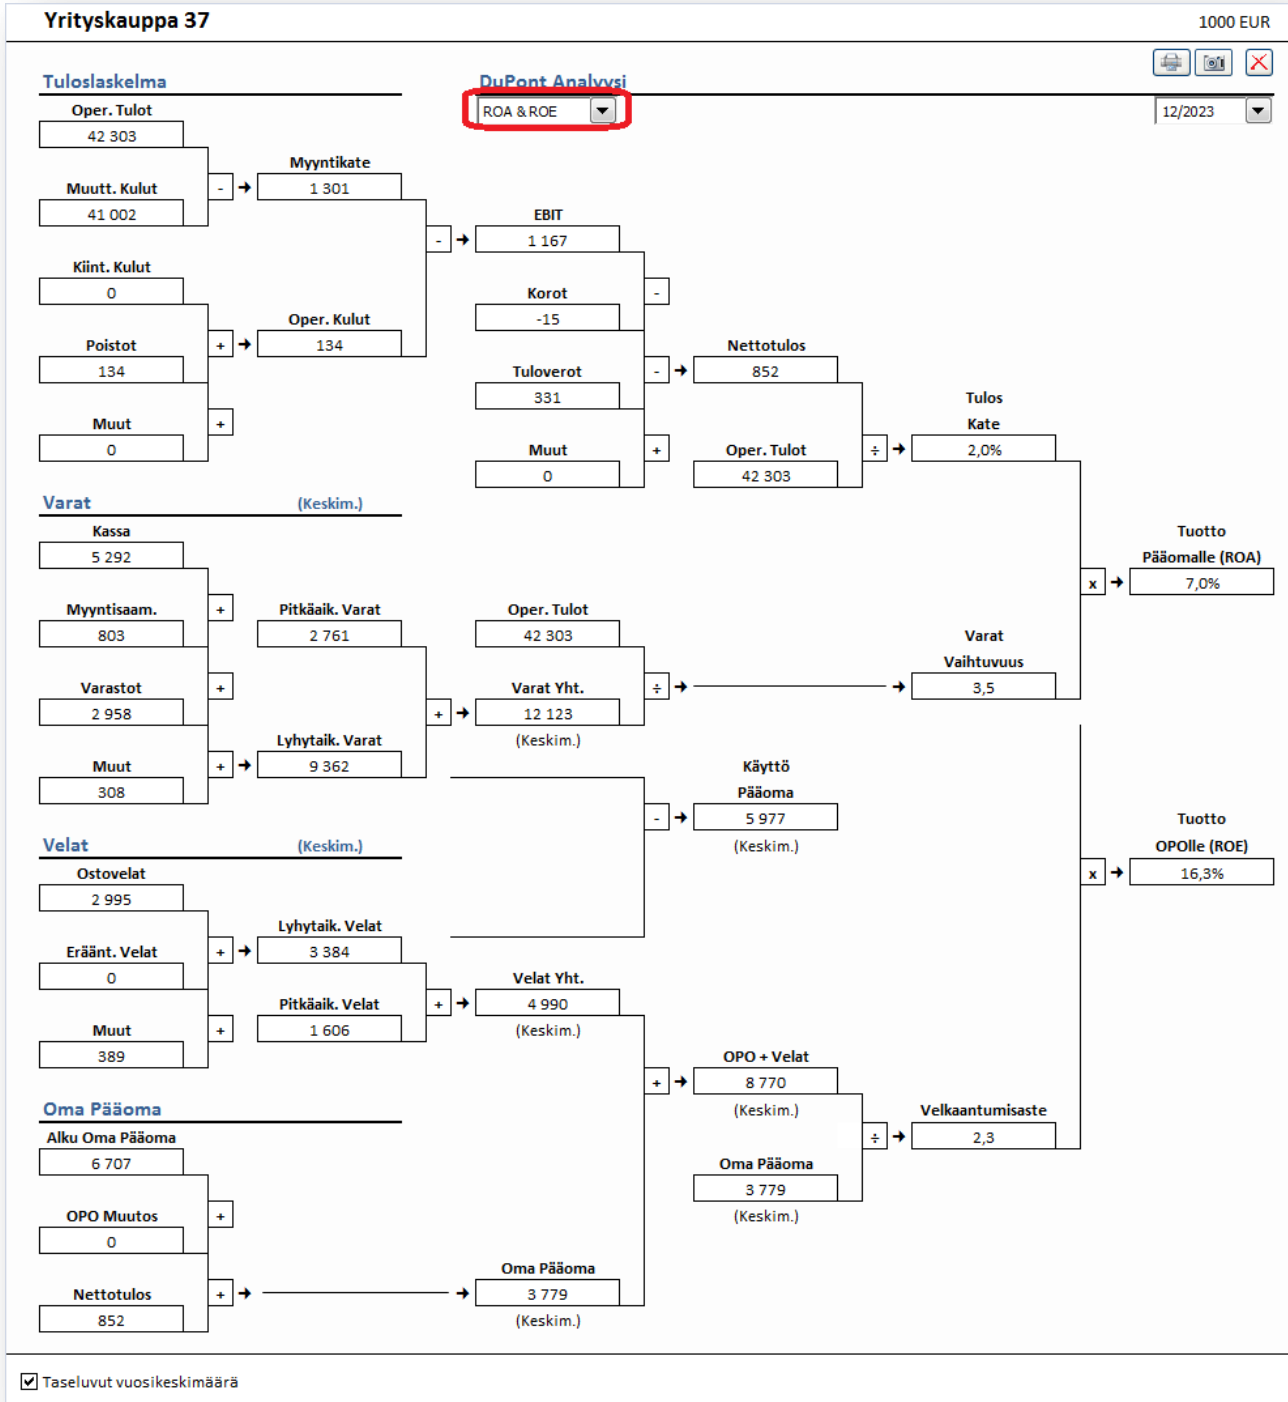 Yrityskauppa 37
1000 EUR
Tuloslaskelma
DuPont Analyysi
ROA & ROE
12/2023
Oper. Tulot
42 303
Muutt. Kulut
41 002
-
Myyntikate
1 301
Kiint. Kulut
0
Poistot
134
+
Oper. Kulut
134
Muut
0
+
-
EBIT
1 167
Korot
-15
-
Tuloverot
331
-
Nettotulos
852
Muut
0
+
Oper. Tulot
42 303
÷
Tulos
Kate
2,0%
Varat
(Keskim.)
Kassa
5 292
Myyntisaam.
803
+
Pitkäaik. Varat
2 761
Varastot
2 958
+
Muut
308
+
Lyhytaik. Varat
9 362
+
Oper. Tulot
42 303
Varat Yht.
12 123
(Keskim.)
÷
Varat
Vaihtuvuus
3,5
x
Tuotto
Pääomalle (ROA)
7,0%
-
Käyttö
Pääoma
5 977
(Keskim.)
Velat
(Keskim.)
Ostovelat
2 995
Eräänt. Velat
0
+
Lyhytaik. Velat
3 384
Muut
389
+
Pitkäaik. Velat
1 606
+
Velat Yht.
4 990
(Keskim.)
x
Tuotto
OPOlle (ROE)
16,3%
+
OPO + Velat
8 770
(Keskim.)
Oma Pääoma
3 779
(Keskim.)
÷
Velkaantumisaste
2,3
Oma Pääoma
Alku Oma Pääoma
6 707
OPO Muutos
0
+
Nettotulos
852
+
Oma Pääoma
3 779
(Keskim.)
Taseluvut vuosikeskimäärä